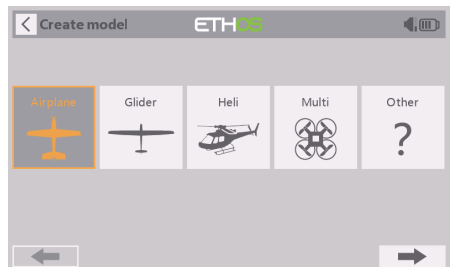 Create model
ETHOS
Airplane
Glider
Heli
Multi
Other
?